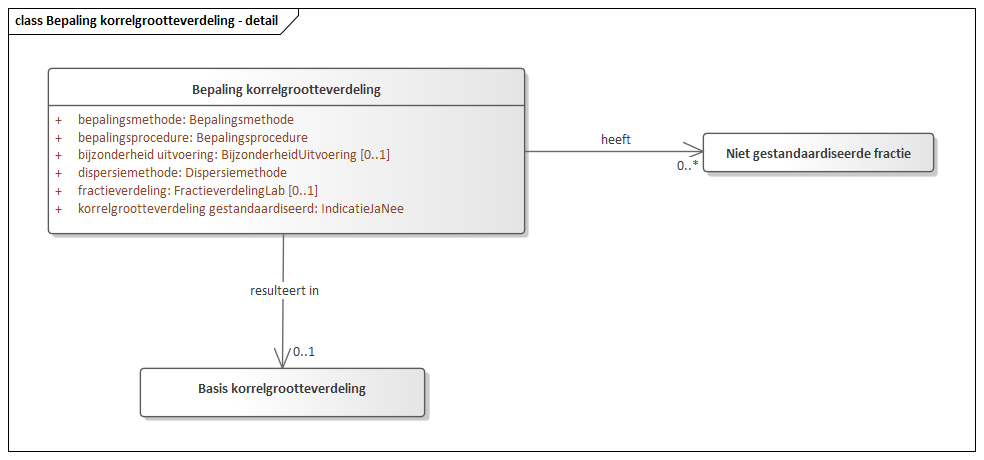 class Bepaling korrelgrootteverdeling - detail
Bepaling korrelgrootteverdeling
+ bepalingsmethode: Bepalingsmethode
+ bepalingsprocedure: Bepalingsprocedure
+ bijzonderheid uitvoering: BijzonderheidUitvoering [0..1]
+ dispersiemethode: Dispersiemethode
+ fractieverdeling: FractieverdelingLab [0..1]
+ korrelgrootteverdeling gestandaardiseerd: IndicatieJaNee
heeft
0..*
Niet gestandaardiseerde fractie
resulteert in
0..1
Basis korrelgrootteverdeling